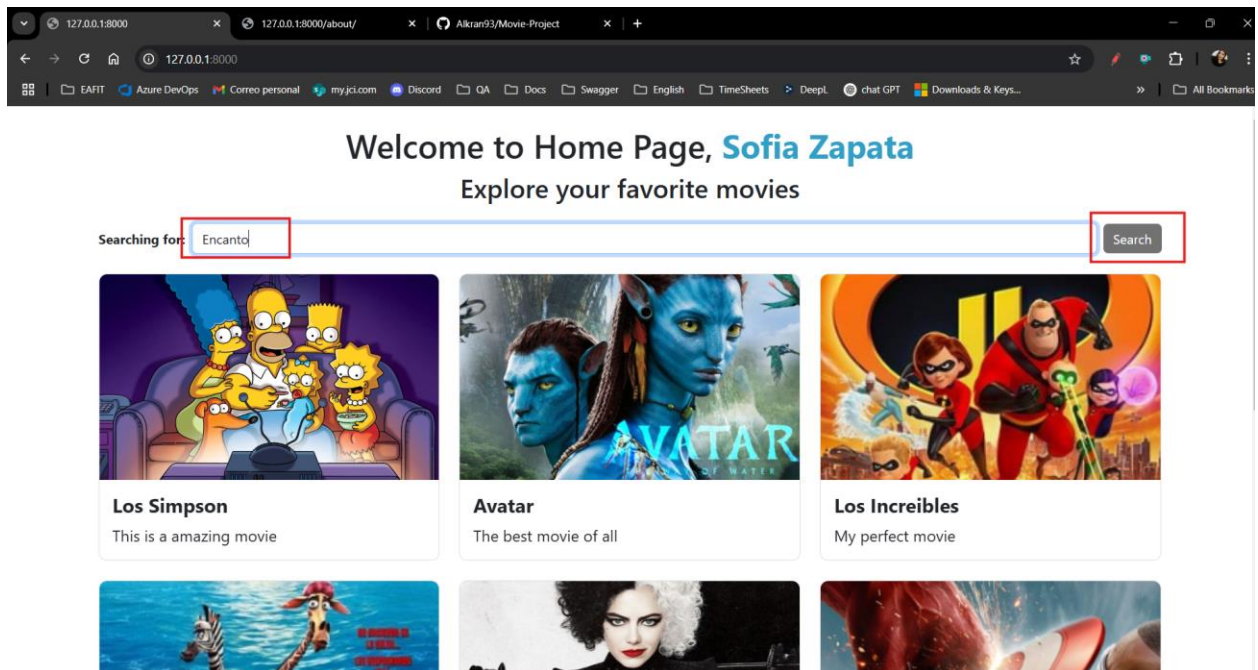 127.0.0.1:8000
127.0.0.1:8000/about/
Alkran93/Movie-Project
127.0.0.1:8000
EAFIT Azure DevOps Correo personal my.jci.com Discord QA Docs Swagger English TimeSheets DeepL chat GPT Downloads & Keys... » All Bookmarks
Welcome to Home Page, Sofia Zapata
Explore your favorite movies
Searching for: Encanto Search
AVATAR
OF WATER
Los Simpson Avatar Los Increibles
This is a amazing movie The best movie of all My perfect movie